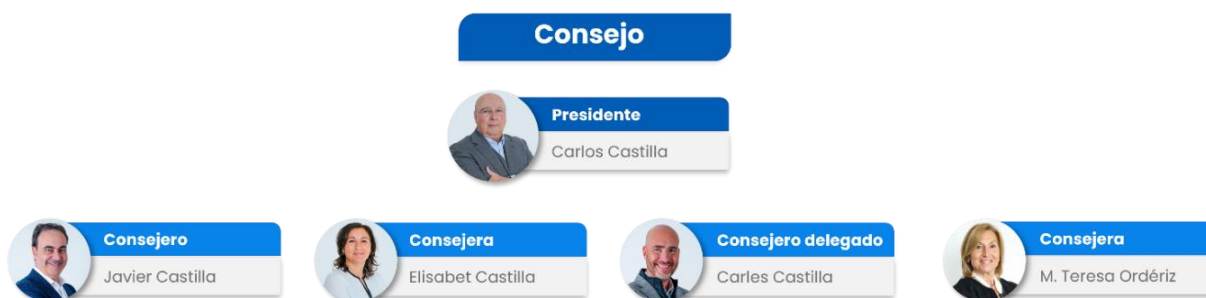 Consejo
Presidente
Carlos Castilla
Consejero
Javier Castilla
Consejera
Elisabet Castilla
Consejero delegado
Carles Castilla
Consejera
M. Teresa Ordériz